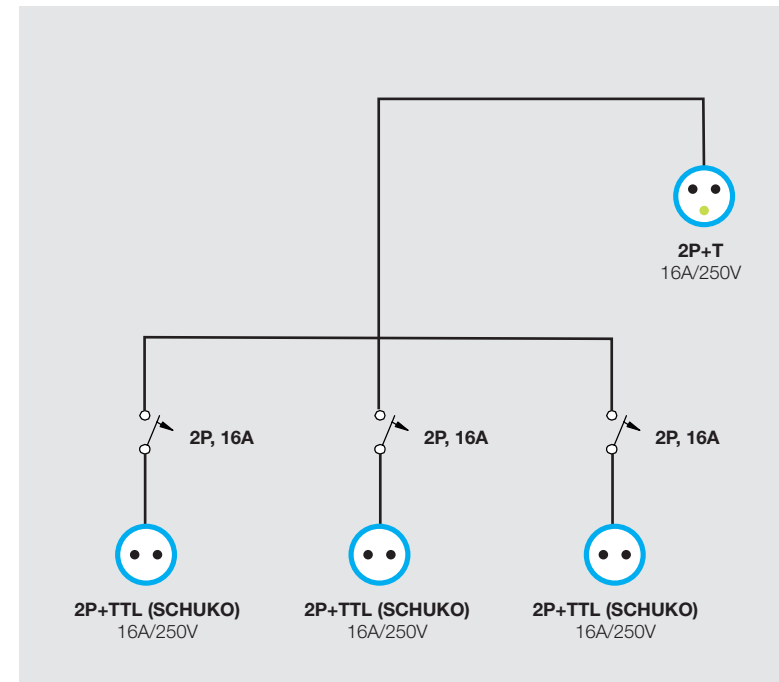 2P+T
16A/250V
2P, 16A
2P, 16A
2P, 16A
2P+TTL (SCHUKO)
16A/250V
2P+TTL (SCHUKO)
16A/250V
2P+TTL (SCHUKO)
16A/250V